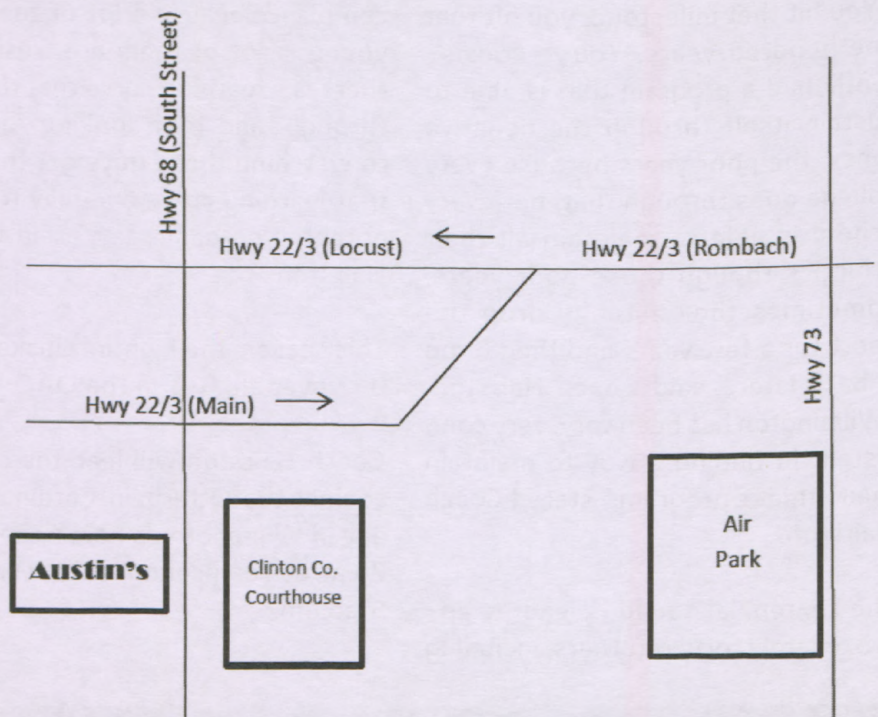 Hwy 68 (South Street)
Hwy 22/3 (Locust)
Hwy 22/3 (Rombach)
Hwy 73
Hwy 22/3 (Main)
Air
Park
Austin's
Clinton Co.
Courthouse